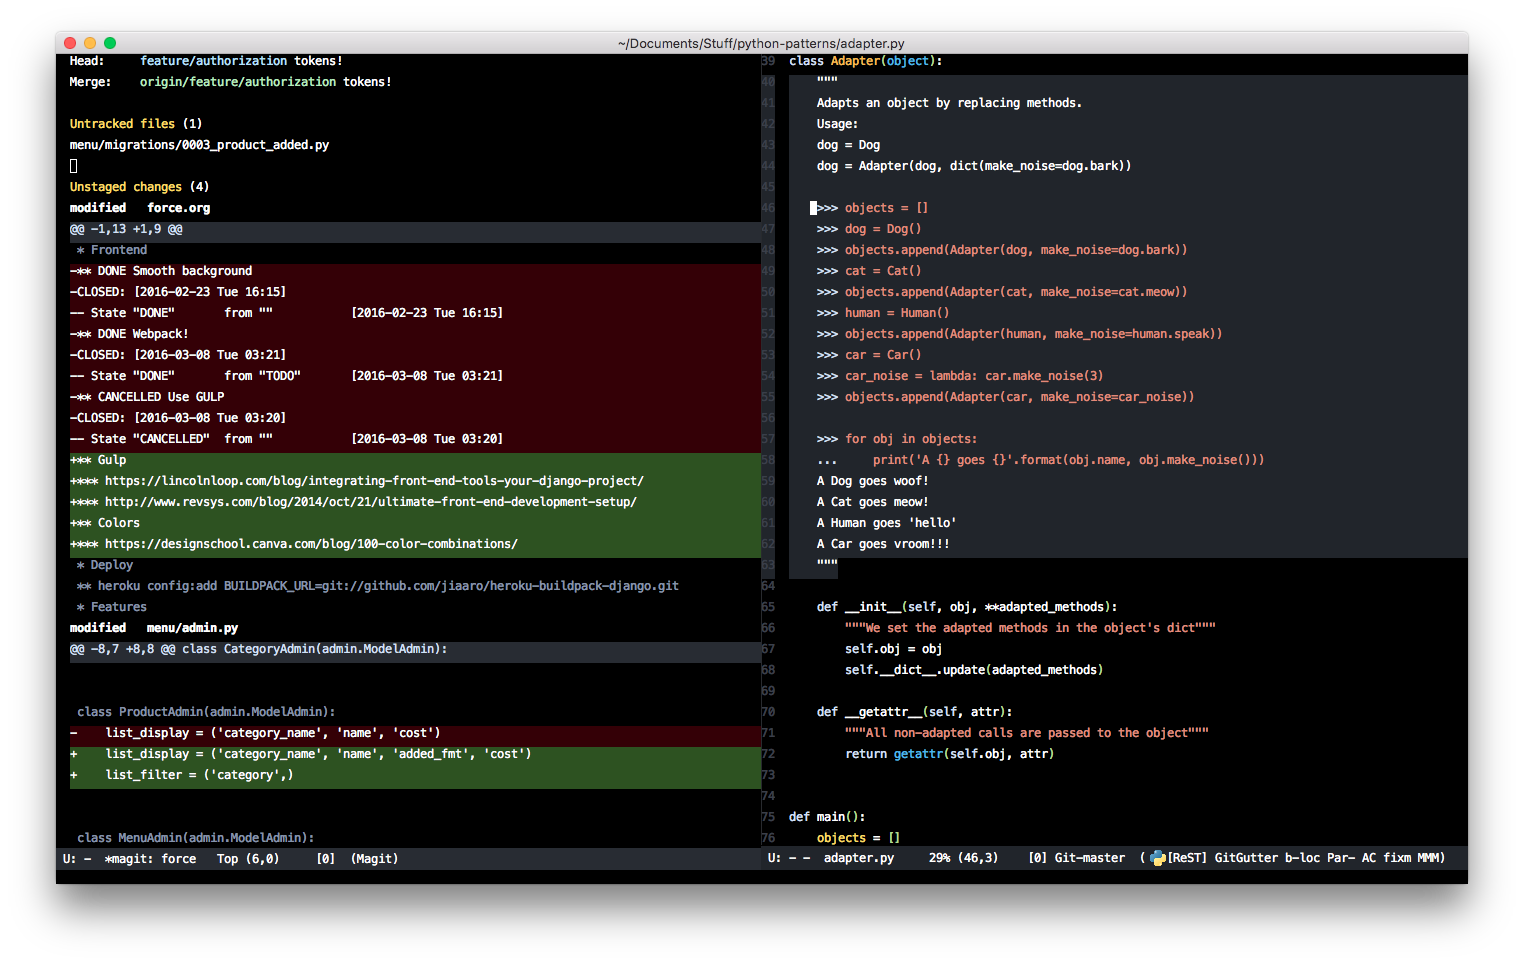 ~/Documents/Stuff/python-patterns/adapter.py
Head:     feature/authorization tokens!
Merge:    origin/feature/authorization tokens!
Untracked files (1)
menu/migrations/0003_product_added.py
Unstaged changes (4)
modified   force.org
@@ -1,13 +1,9 @@
 * Frontend
-** DONE Smooth background
-CLOSED: [2016-02-23 Tue 16:15]
-- State "DONE"       from ""           [2016-02-23 Tue 16:15]
-** DONE Webpack!
-CLOSED: [2016-03-08 Tue 03:21]
-- State "DONE"       from "TODO"       [2016-03-08 Tue 03:21]
-** CANCELLED Use GULP
-CLOSED: [2016-03-08 Tue 03:20]
-- State "CANCELLED"  from ""           [2016-03-08 Tue 03:20]
+** Gulp
+*** https://lincolnloop.com/blog/integrating-front-end-tools-your-django-project/
+*** http://www.revsys.com/blog/2014/oct/21/ultimate-front-end-development-setup/
+** Colors
+*** https://designschool.canva.com/blog/100-color-combinations/
 * Deploy
 ** heroku config:add BUILDPACK_URL=git://github.com/jiaaro/heroku-buildpack-django.git
 * Features
modified   menu/admin.py
@@ -8,7 +8,8 @@ class CategoryAdmin(admin.ModelAdmin):
 class ProductAdmin(admin.ModelAdmin):
-    list_display = ('category_name', 'name', 'cost')
+    list_display = ('category_name', 'name', 'added_fmt', 'cost')
+    list_filter = ('category',)
 class MenuAdmin(admin.ModelAdmin):
U: -  *magit: force   Top (6,0)     [0]  (Magit)
39 class Adapter(object):
40     """
41     Adapts an object by replacing methods.
42     Usage:
43     dog = Dog
44     dog = Adapter(dog, dict(make_noise=dog.bark))
45
46     >>> objects = []
47     >>> dog = Dog()
48     >>> objects.append(Adapter(dog, make_noise=dog.bark))
49     >>> cat = Cat()
50     >>> objects.append(Adapter(cat, make_noise=cat.meow))
51     >>> human = Human()
52     >>> objects.append(Adapter(human, make_noise=human.speak))
53     >>> car = Car()
54     >>> car_noise = lambda: car.make_noise(3)
55     >>> objects.append(Adapter(car, make_noise=car_noise))
56
57     >>> for obj in objects:
58     ...     print('A {} goes {}'.format(obj.name, obj.make_noise()))
59     A Dog goes woof!
60     A Cat goes meow!
61     A Human goes 'hello'
62     A Car goes vroom!!!
63     """
64
65     def __init__(self, obj, **adapted_methods):
66         """We set the adapted methods in the object's dict"""
67         self.obj = obj
68         self.__dict__.update(adapted_methods)
69
70     def __getattr__(self, attr):
71         """All non-adapted calls are passed to the object"""
72         return getattr(self.obj, attr)
73
74
75 def main():
76     objects = []
U: - -  adapter.py     29% (46,3)    [0] Git-master  ( [ReST] GitGutter b-loc Par- AC fixm MMM)